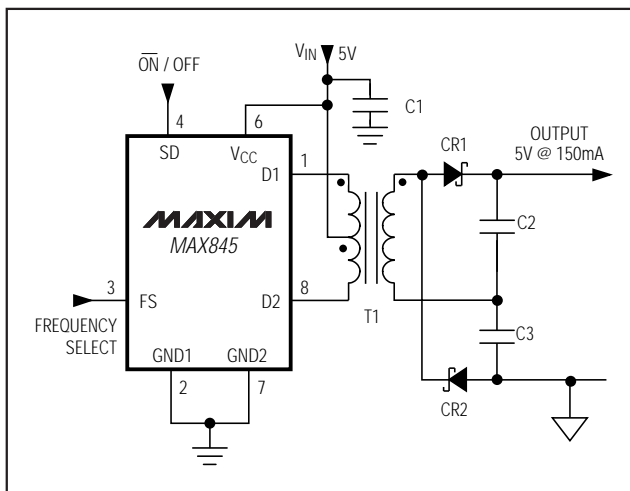 VIN 5V
ON / OFF
C1
4
6
OUTPUT
5V @ 150mA
SD
VCC
CR1
D1
1
MAXIM
MAX845
C2
3
FS
D2
8
T1
FREQUENCY
SELECT
C3
GND1
GND2
CR2
2
7